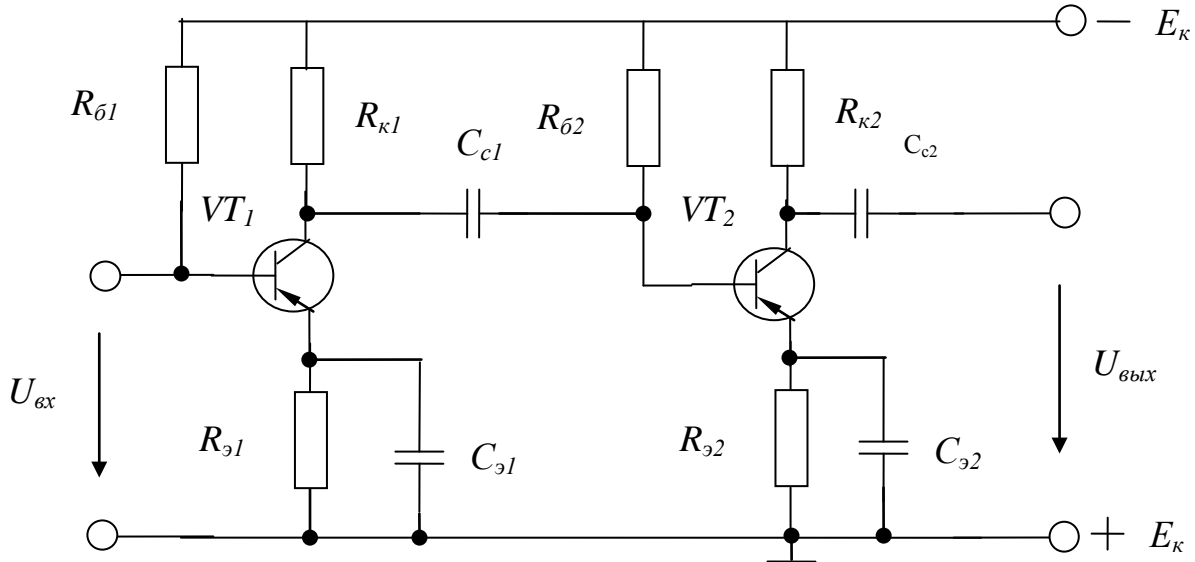 − Eк
Rб1
Rк1
Rб2
Rк2
Cс1
Cс2
VT1
VT2
Uвх
Uвых
Rэ1
Cэ1
Rэ2
Cэ2
+ Eк